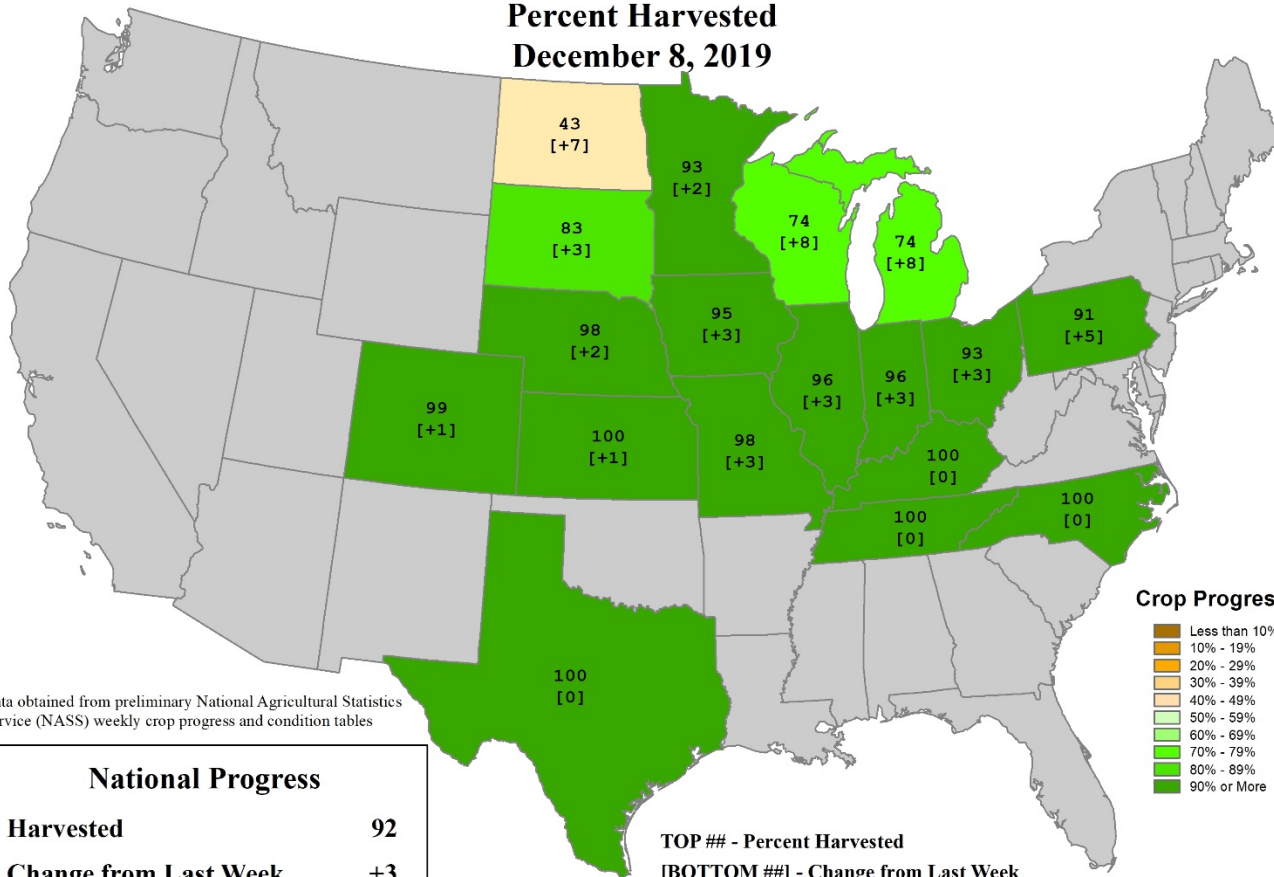 Percent Harvested
December 8, 2019
43
[+7]
93
[+2]
83
[+3]
74
[+8]
74
[+8]
98
[+2]
95
[+3]
91
[+5]
96
[+3]
96
[+3]
93
[+3]
99
[+1]
100
[+1]
98
[+3]
100
[0]
100
[0]
100
[0]
100
[0]
Crop Progres
Less than 10%
10% - 19%
20% - 29%
30% - 39%
40% - 49%
50% - 59%
60% - 69%
70% - 79%
80% - 89%
90% or More
ta obtained from preliminary National Agricultural Statistics
rvice (NASS) weekly crop progress and condition tables
National Progress
Harvested 92
Change from Last Week +3
TOP ## - Percent Harvested
[BOTTOM ##] - Change from Last Week